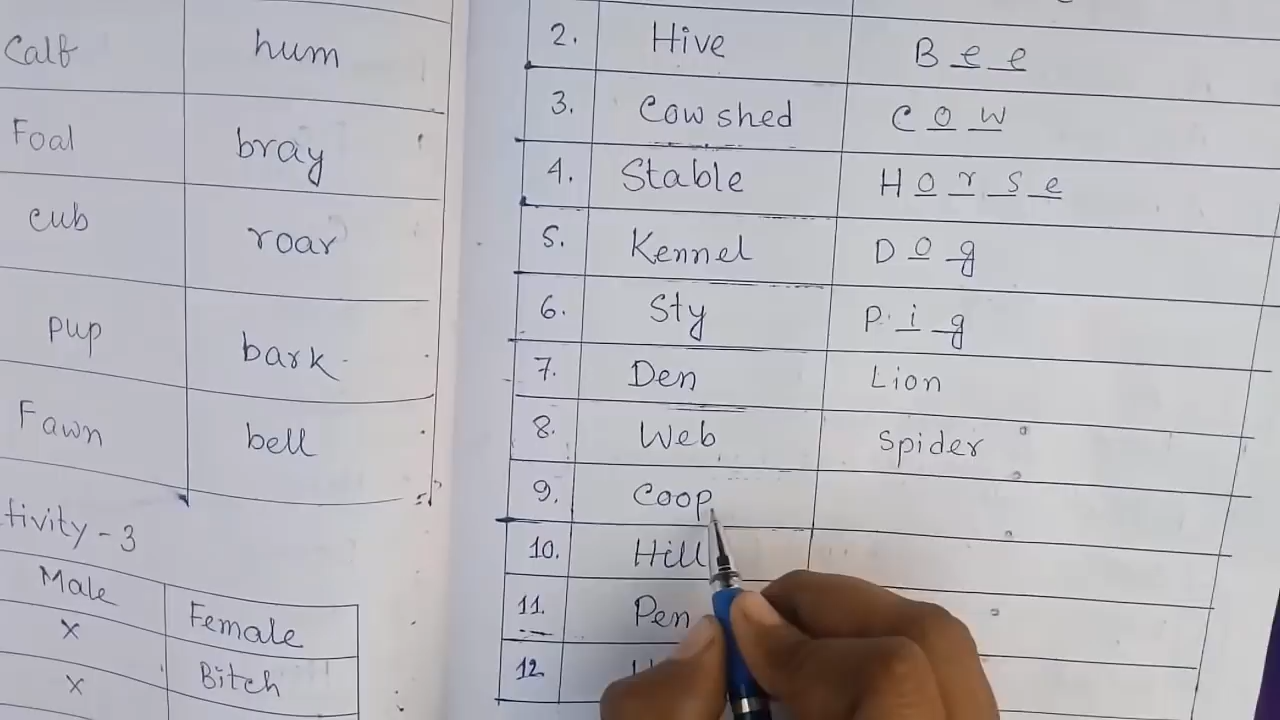 Calf hum
Foal bray
cub roar
pup bark
Fawn bell
tivity - 3
Male Female
x Bitch
x
2. Hive Bee
3. Cow shed Cow
4. Stable Horse
5. Kennel Dog
6. Sty Pig
7. Den Lion
8. Web Spider
9. Coop
10. Hill
11. Pen
12.